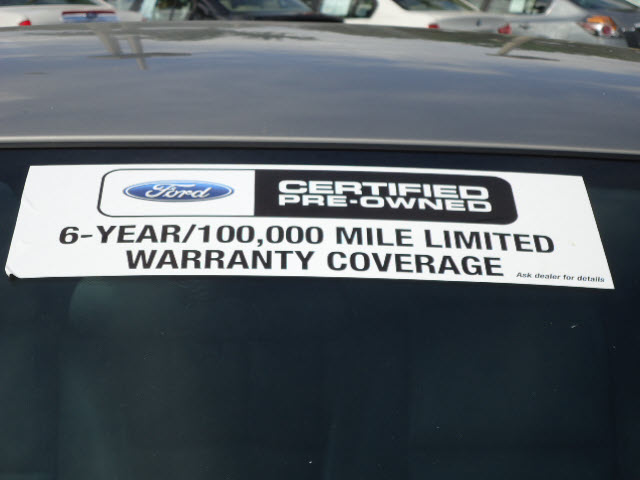 Ford CERTIFIED
PRE-OWNED
6-YEAR/100,000 MILE LIMITED
WARRANTY COVERAGE
Ask dealer for details